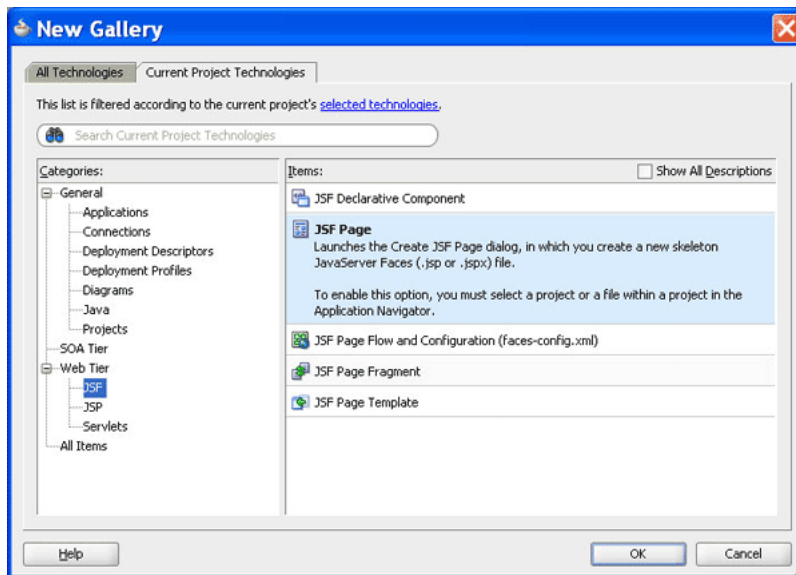 New Gallery
All Technologies
Current Project Technologies
This list is filtered according to the current project's selected technologies.
Search Current Project Technologies
Categories:
General
Applications
Connections
Deployment Descriptors
Deployment Profiles
Diagrams
Java
Projects
SOA Tier
Web Tier
JSF
JSP
Servlets
All Items
Items:
Show All Descriptions
JSF Declarative Component
JSF Page
Launches the Create JSF Page dialog, in which you create a new skeleton
JavaServer Faces (.jsp or .jspx) file.
To enable this option, you must select a project or a file within a project in the
Application Navigator.
JSF Page Flow and Configuration (faces-config.xml)
JSF Page Fragment
JSF Page Template
Help
OK
Cancel